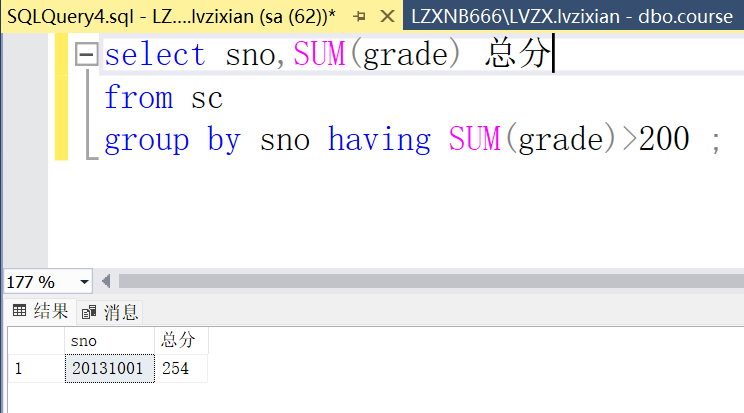 SQLQuery4.sql - LZ....lvzixian (sa (62))* LZXNB666\LVZX.lvzixian - dbo.course
select sno,SUM(grade) 总分
from sc
group by sno having SUM(grade)>200 ;
177 %
结果 消息
sno 总分
1 20131001 254